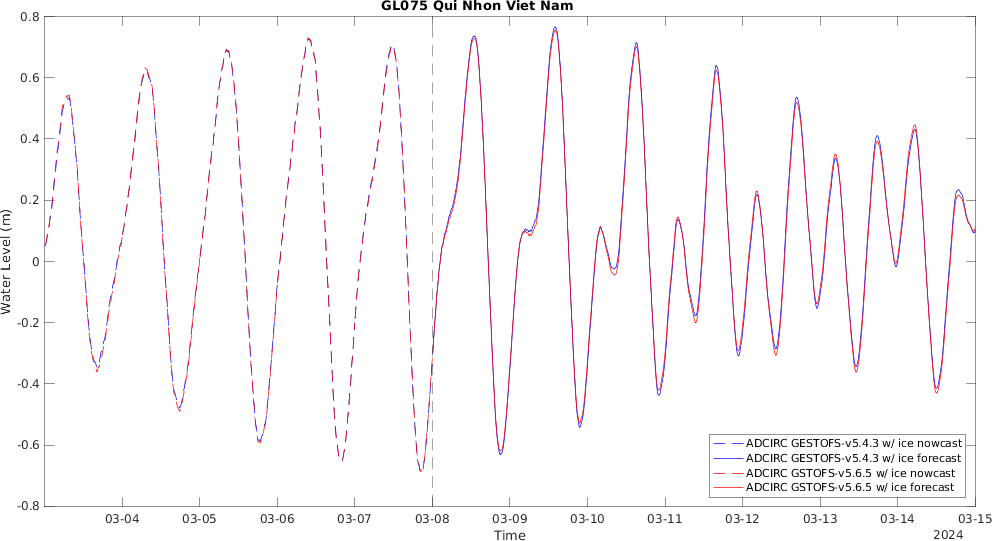 GL075 Qui Nhon Viet Nam
0.8
0.6
0.4
0.2
0
-0.2
-0.4
-0.6
-0.8
Water Level (m)
ADCIRC GESTOFS-v5.4.3 w/ ice nowcast
ADCIRC GESTOFS-v5.4.3 w/ ice forecast
ADCIRC GSTOFS-v5.6.5 w/ ice nowcast
ADCIRC GSTOFS-v5.6.5 w/ ice forecast
03-04 03-05 03-06 03-07 03-08 03-09 03-10 03-11 03-12 03-13 03-14 03-15
Time
2024